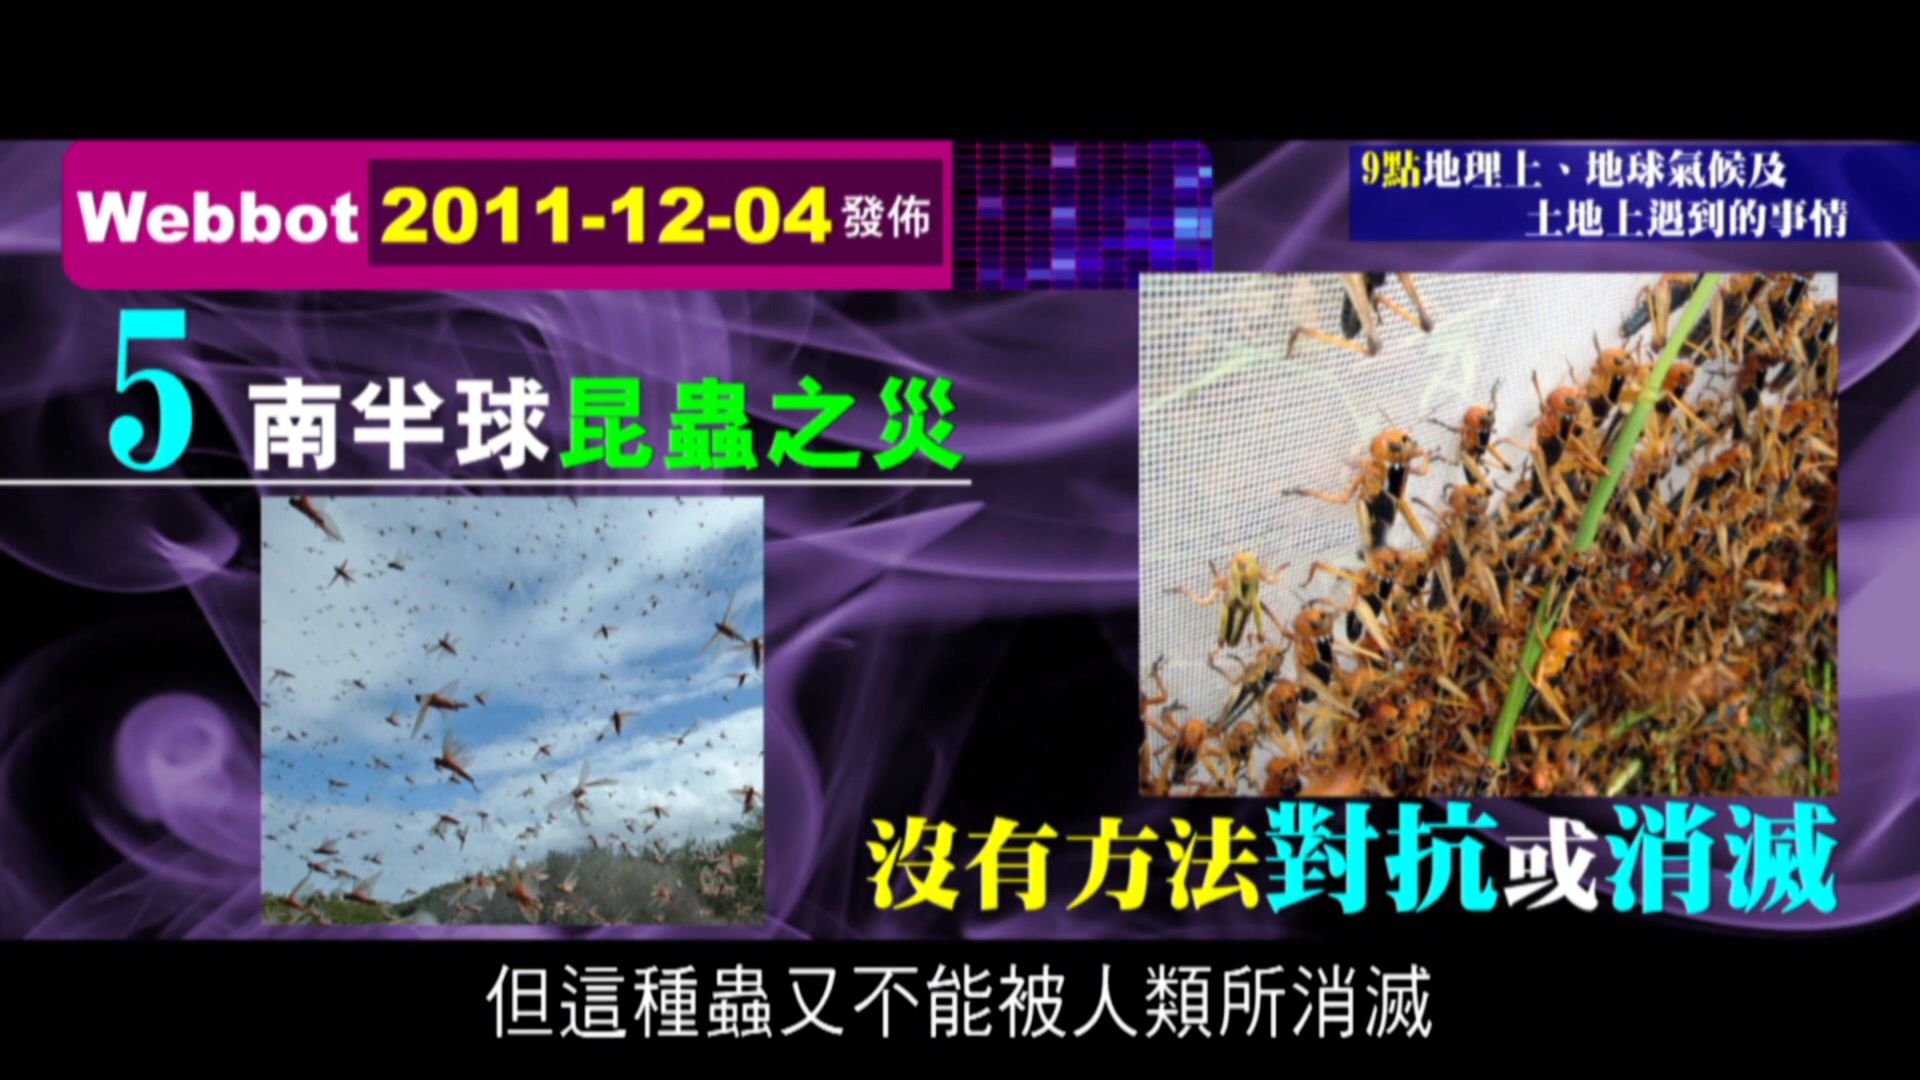 Webbot 2011-12-04發佈
9點地理上、地球氣候及
土地上遇到的事情
5 南半球昆蟲之災
沒有方法對抗或消滅
但這種蟲又不能被人類所消滅